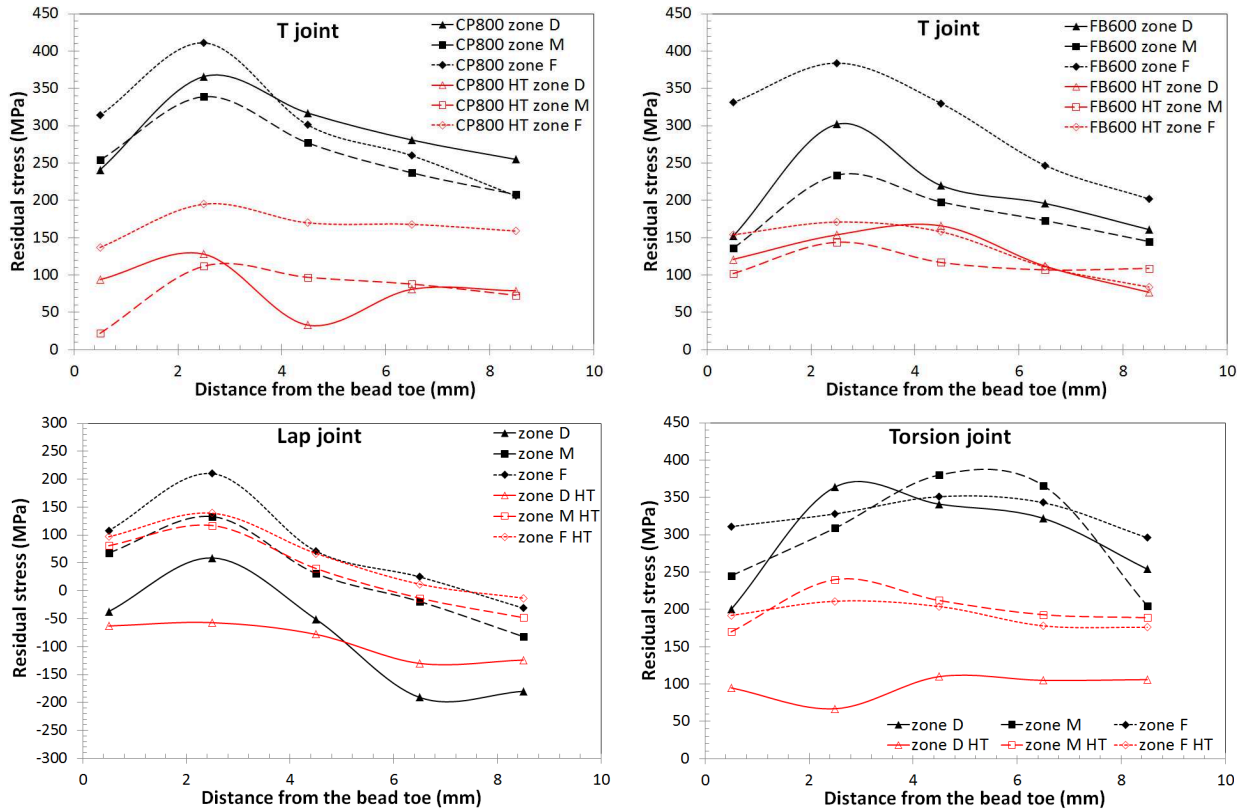 T joint
CP800 zone D
CP800 zone M
CP800 zone F
CP800 HT zone D
CP800 HT zone M
CP800 HT zone F
Residual stress (MPa)
450
400
350
300
250
200
150
100
50
0
0 2 4 6 8 10
Distance from the bead toe (mm)
T joint
FB600 zone D
FB600 zone M
FB600 zone F
FB600 HT zone D
FB600 HT zone M
FB600 HT zone F
Residual stress (MPa)
450
400
350
300
250
200
150
100
50
0
0 2 4 6 8 10
Distance from the bead toe (mm)
Lap joint
zone D
zone M
zone F
zone D HT
zone M HT
zone F HT
Residual stress (MPa)
300
250
200
150
100
50
0
-50
-100
-150
-200
-250
-300
0 2 4 6 8 10
Distance from the bead toe (mm)
Torsion joint
Residual stress (MPa)
450
400
350
300
250
200
150
100
50
0
zone D zone M zone F
zone D HT zone M HT zone F HT
0 2 4 6 8 10
Distance from the bead toe (mm)